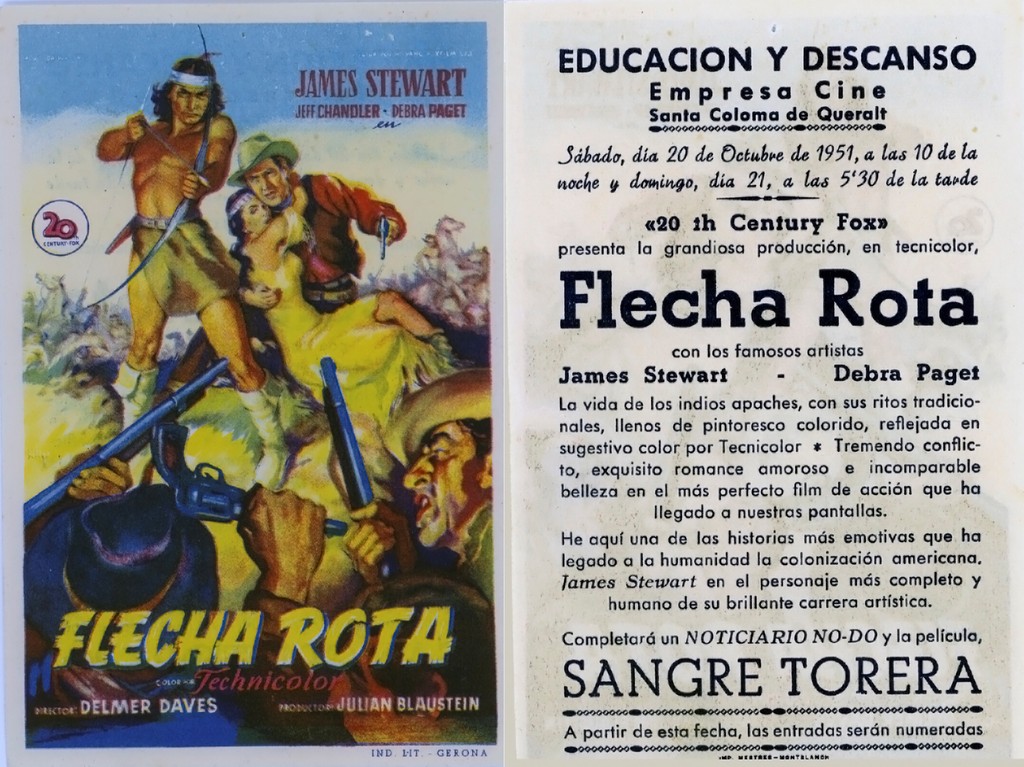 JAMES STEWART
JEFF CHANDLER - DEBRA PAGET
en
20th
CENTURY-FOX
FLECHA ROTA
COLOR
Technicolor
DIRECTOR: DELMER DAVES
PRODUCTOR: JULIAN BLAUSTEIN
IND. LIT. - GERONA
EDUCACION Y DESCANSO
Empresa Cine
Santa Coloma de Queralt
Sábado, día 20 de Octubre de 1951, a las 10 de la
noche y domingo, dia 21, a las 5'30 de la tarde
«20 th Century Fox»
presenta la grandiosa producción, en tecnicolor,
Flecha Rota
con los famosos artistas
James Stewart - Debra Paget
La vida de los indios apaches, con sus ritos tradicio-
nales, llenos de pintoresco colorido, reflejada en
sugestivo color por Tecnicolor * Tremendo conflic-
to, exquisito romance amoroso e incomparable
belleza en el más perfecto film de acción que ha
llegado a nuestras pantallas.
He aquí una de las historias más emotivas que ha
legado a la humanidad la colonización americana.
James Stewart en el personaje más completo y
humano de su brillante carrera artística.
Completará un NOTICIARIO NO-DO y la película,
SANGRE TORERA
A partir de esta fecha, las entradas serán numeradas
IMP. MESTRES-MONTBLANCH